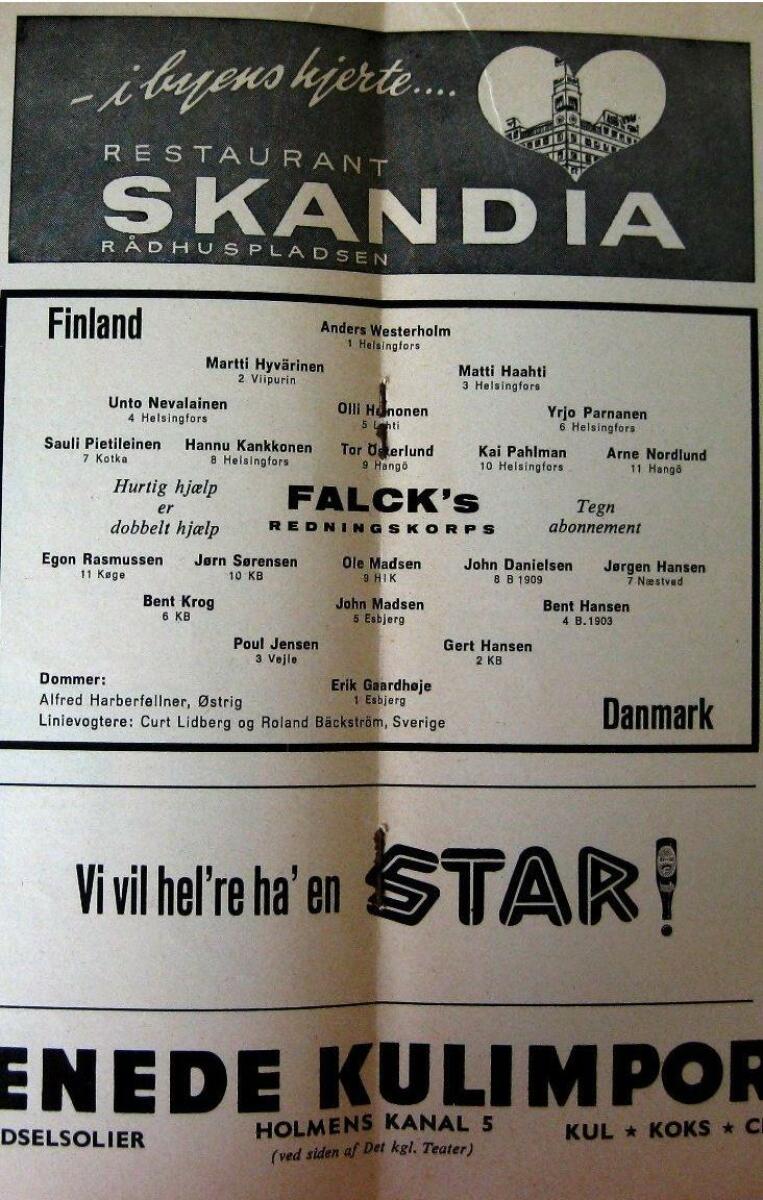 - i byens hjerte....
RESTAURANT
SKANDIA
RÅDHUSPLADSEN
Finland
Anders Westerholm
1 Helsingfors
Martti Hyvärinen Matti Haahti
2 Viipurin 3 Helsingfors
Unto Nevalainen Olli Yrjo Parnanen
4 Helsingfors 5 6 Helsingfors
Sauli Pietileinen Hannu Kankkonen Tor Österlund Kai Pahlman Arne Nordlund
7 Kotka 8 Helsingfors 9 Hangö 10 Helsingfors 11 Hangö
Hurtig hjælp
er
dobbelt hjælp
FALCK's
REDNINGSKORPS
Tegn
abonnement
Egon Rasmussen Jørn Sørensen Ole Madsen John Danielsen Jørgen Hansen
11 Køge 10 KB 9 HIK 8 B 1909 7 Næstved
Bent Krog John Madsen Bent Hansen
6 KB 5 Esbjerg 4 B.1903
Poul Jensen Gert Hansen
3 Vejle 2 KB
Erik Gaardhøje
1 Esbjerg
Dommer:
Alfred Harberfellner, Østrig
Linievogtere: Curt Lidberg og Roland Bäckström, Sverige
Danmark
Vi vil hel're ha' en STAR!
ENEDE KULIMPOR
DSELSOLIER HOLMENS KANAL 5 KUL ★ KOKS ★ C
(ved siden af Det kgl. Teater)